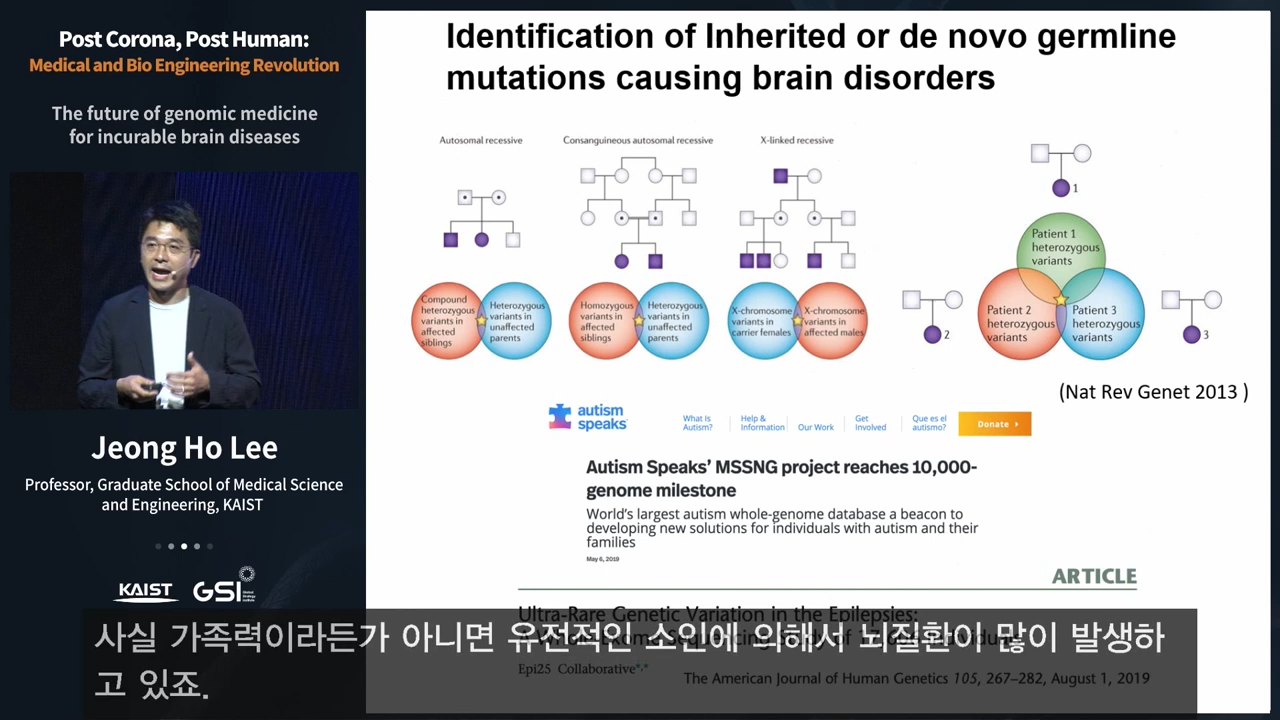 Post Corona, Post Human:
Medical and Bio Engineering Revolution
The future of genomic medicine
for incurable brain diseases
Jeong Ho Lee
Professor, Graduate School of Medical Science
and Engineering, KAIST
KAIST
GSI
Global
Strategy
Institute
Identification of Inherited or de novo germline
mutations causing brain disorders
Autosomal recessive
Consanguineous autosomal recessive
X-linked recessive
Compound
heterozygous
variants in
affected
siblings
Heterozygous
variants in
unaffected
parents
Homozygous
variants in
affected
siblings
Heterozygous
variants in
unaffected
parents
X-chromosome
variants in
carrier females
X-chromosome
variants in
affected males
1
Patient 1
heterozygous
variants
2
Patient 2
heterozygous
variants
Patient 3
heterozygous
variants
3
(Nat Rev Genet 2013 )
autism
speaks
What Is
Autism?
Help &
Information
Our Work
Get
Involved
Que es el
autismo?
Donate
Autism Speaks' MSSNG project reaches 10,000-
genome milestone
World's largest autism whole-genome database a beacon to
developing new solutions for individuals with autism and their
families
May 6, 2019
ARTICLE
Ultra-Rare Genetic Variation in the Epilepsies:
Epi25 Collaborative*,*
The American Journal of Human Genetics 105, 267–282, August 1, 2019
사실 가족력이라든가 아니면 유전적인 소인에 의해서 뇌질환이 많이 발생하
고 있죠.